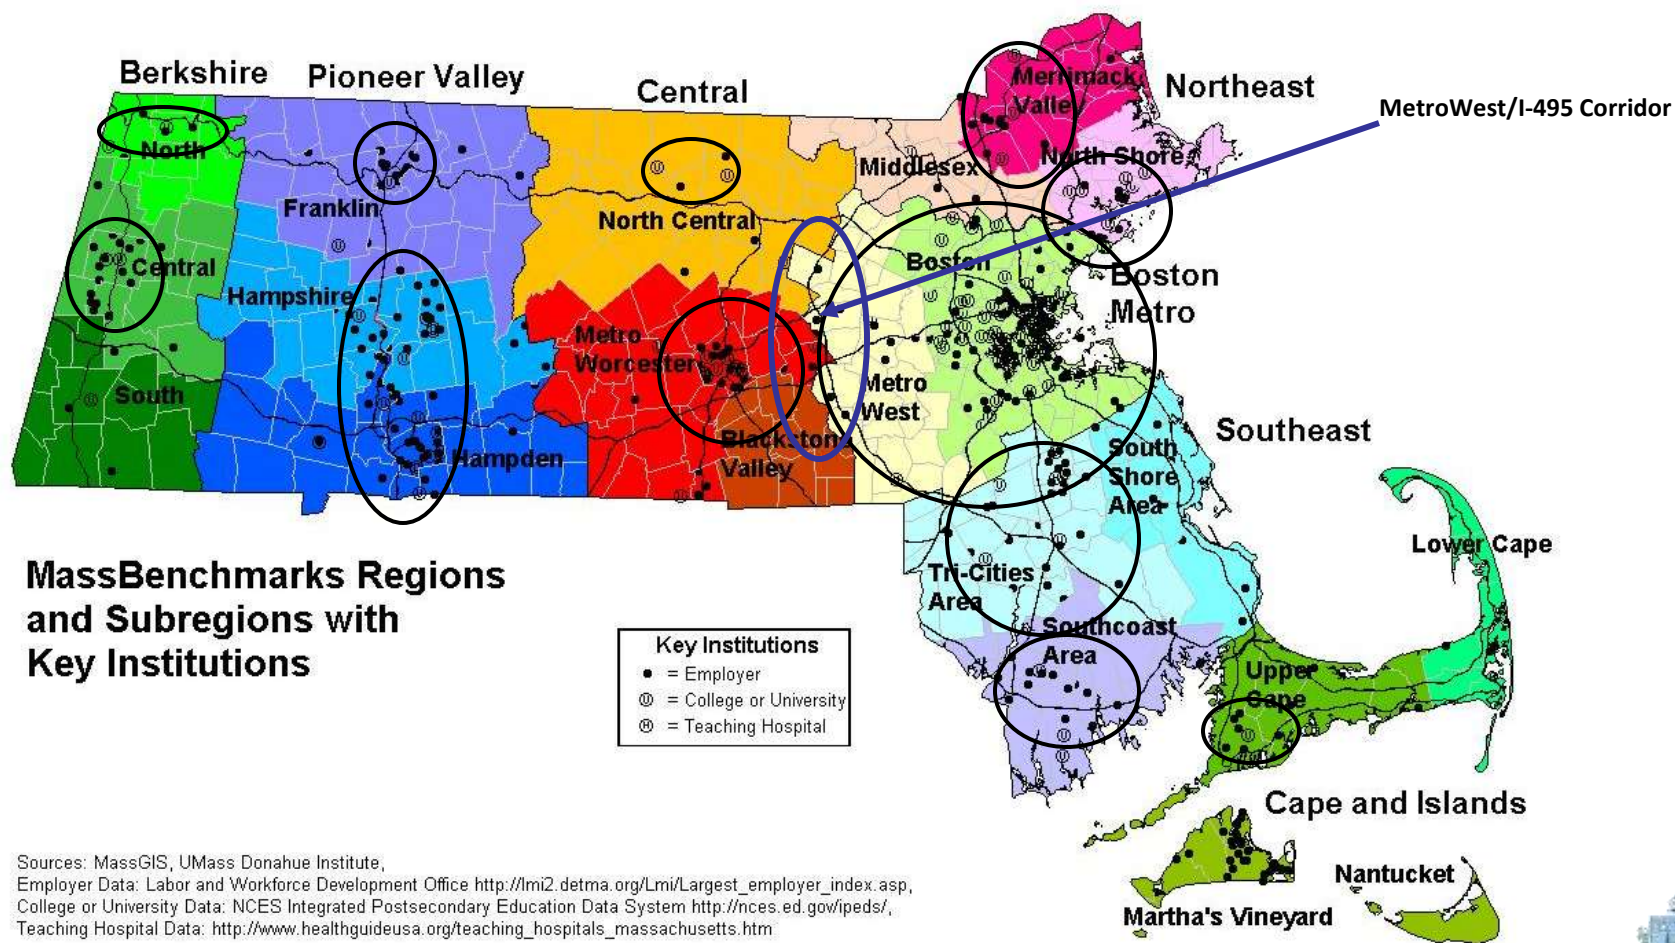 Berkshire
Pioneer Valley
Central
Northeast
MetroWest/I-495 Corridor
Merrimack
Valley
North
North Shore
Middlesex
Franklin
North Central
Central
Boston
Boston
Metro
Hampshire
Metro
Worcester
Metro
West
South
Blackstone
Valley
Hampden
Southeast
South
Shore
Area
Lower Cape
Tri-Cities
Area
Southcoast
Area
Upper
Cape
MassBenchmarks Regions
and Subregions with
Key Institutions
Key Institutions
= Employer
U = College or University
H = Teaching Hospital
Cape and Islands
Nantucket
Martha's Vineyard
Sources: MassGIS, UMass Donahue Institute,
Employer Data: Labor and Workforce Development Office http://lmi2.detma.org/Lmi/Largest_employer_index.asp,
College or University Data: NCES Integrated Postsecondary Education Data System http://nces.ed.gov/ipeds/,
Teaching Hospital Data: http://www.healthguideusa.org/teaching_hospitals_massachusetts.htm